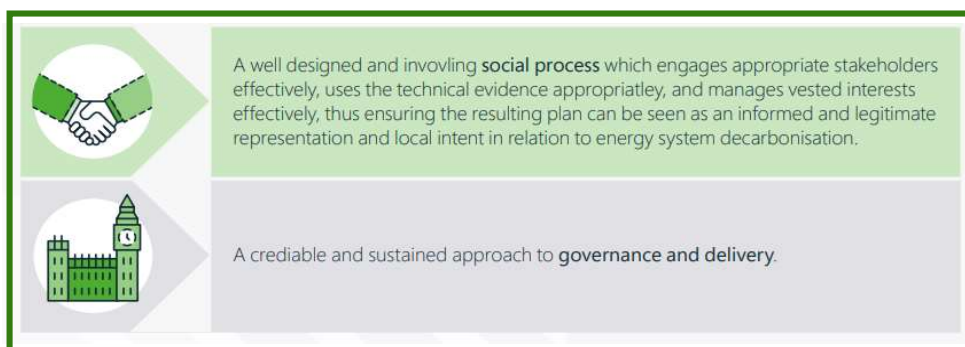 A well designed and invovling social process which engages appropriate stakeholders
effectively, uses the technical evidence appropriatley, and manages vested interests
effectively, thus ensuring the resulting plan can be seen as an informed and legitimate
representation and local intent in relation to energy system decarbonisation.
A crediable and sustained approach to governance and delivery.